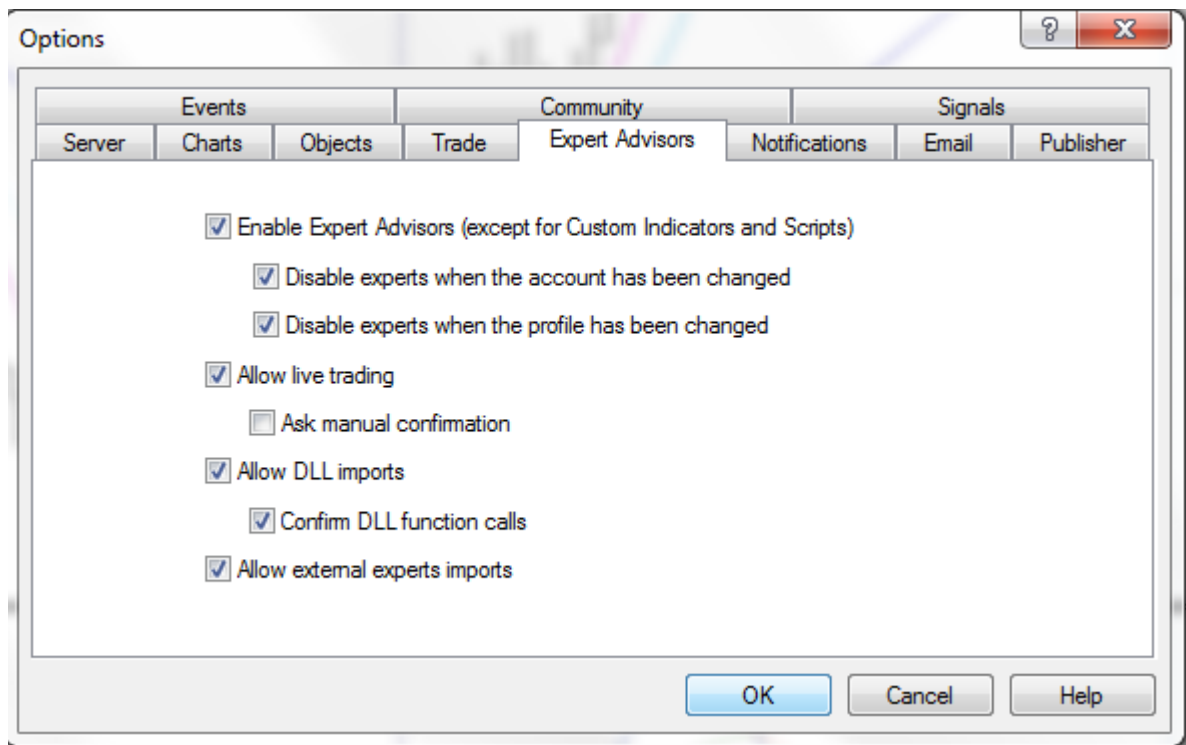 Options
Events Community Signals
Server Charts Objects Trade Expert Advisors Notifications Email Publisher
Enable Expert Advisors (except for Custom Indicators and Scripts)
Disable experts when the account has been changed
Disable experts when the profile has been changed
Allow live trading
Ask manual confirmation
Allow DLL imports
Confirm DLL function calls
Allow external experts imports
OK Cancel Help